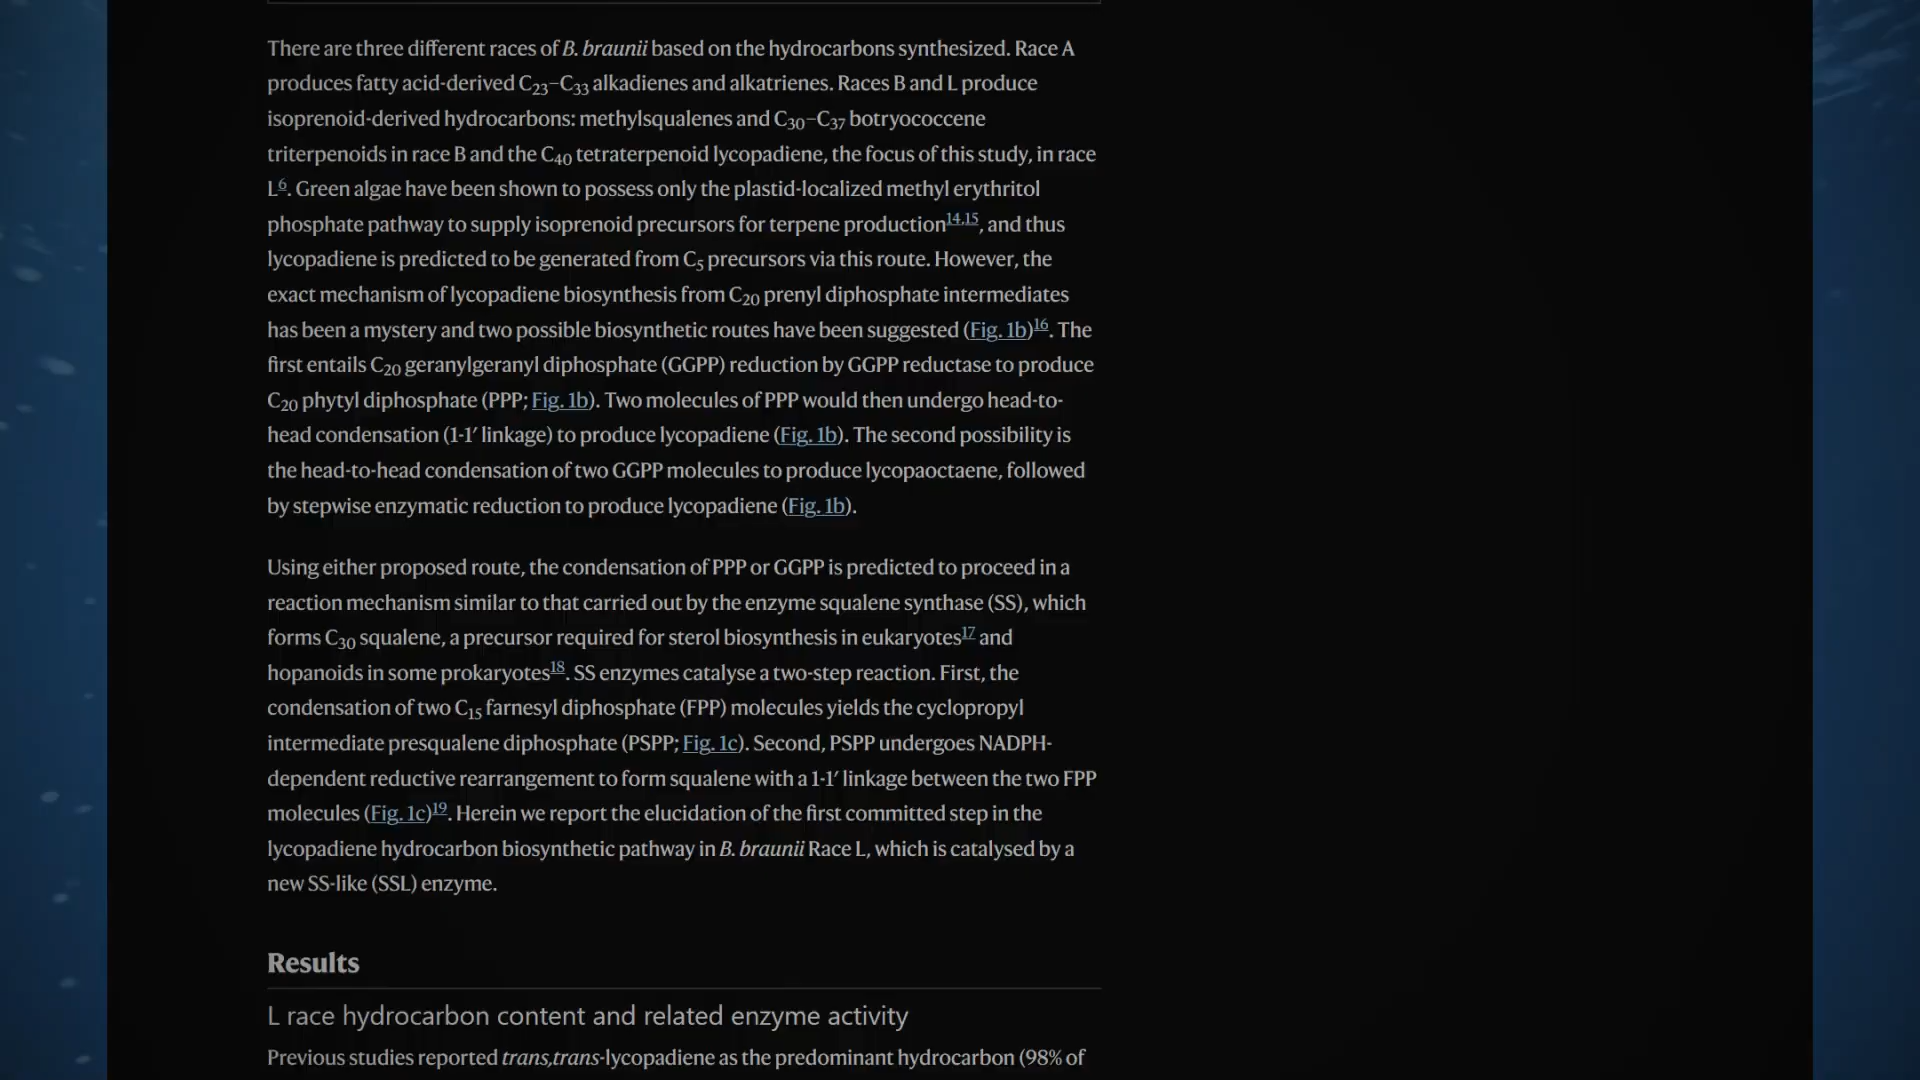 There are three different races of B. braunii based on the hydrocarbons synthesized. Race A
produces fatty acid-derived C23–C33 alkadienes and alkatrienes. Races B and L produce
isoprenoid-derived hydrocarbons: methylsqualenes and C30–C37 botryococcene
triterpenoids in race B and the C40 tetraterpenoid lycopadiene, the focus of this study, in race
L6. Green algae have been shown to possess only the plastid-localized methyl erythritol
phosphate pathway to supply isoprenoid precursors for terpene production14,15, and thus
lycopadiene is predicted to be generated from C5 precursors via this route. However, the
exact mechanism of lycopadiene biosynthesis from C20 prenyl diphosphate intermediates
has been a mystery and two possible biosynthetic routes have been suggested (Fig. 1b)16. The
first entails C20 geranylgeranyl diphosphate (GGPP) reduction by GGPP reductase to produce
C20 phytyl diphosphate (PPP; Fig. 1b). Two molecules of PPP would then undergo head-to-
head condensation (1-1′ linkage) to produce lycopadiene (Fig. 1b). The second possibility is
the head-to-head condensation of two GGPP molecules to produce lycopaoctaene, followed
by stepwise enzymatic reduction to produce lycopadiene (Fig. 1b).
Using either proposed route, the condensation of PPP or GGPP is predicted to proceed in a
reaction mechanism similar to that carried out by the enzyme squalene synthase (SS), which
forms C30 squalene, a precursor required for sterol biosynthesis in eukaryotes17 and
hopanoids in some prokaryotes18. SS enzymes catalyse a two-step reaction. First, the
condensation of two C15 farnesyl diphosphate (FPP) molecules yields the cyclopropyl
intermediate presqualene diphosphate (PSPP; Fig. 1c). Second, PSPP undergoes NADPH-
dependent reductive rearrangement to form squalene with a 1-1′ linkage between the two FPP
molecules (Fig. 1c)19. Herein we report the elucidation of the first committed step in the
lycopadiene hydrocarbon biosynthetic pathway in B. braunii Race L, which is catalysed by a
new SS-like (SSL) enzyme.
Results
L race hydrocarbon content and related enzyme activity
Previous studies reported trans,trans-lycopadiene as the predominant hydrocarbon (98% of